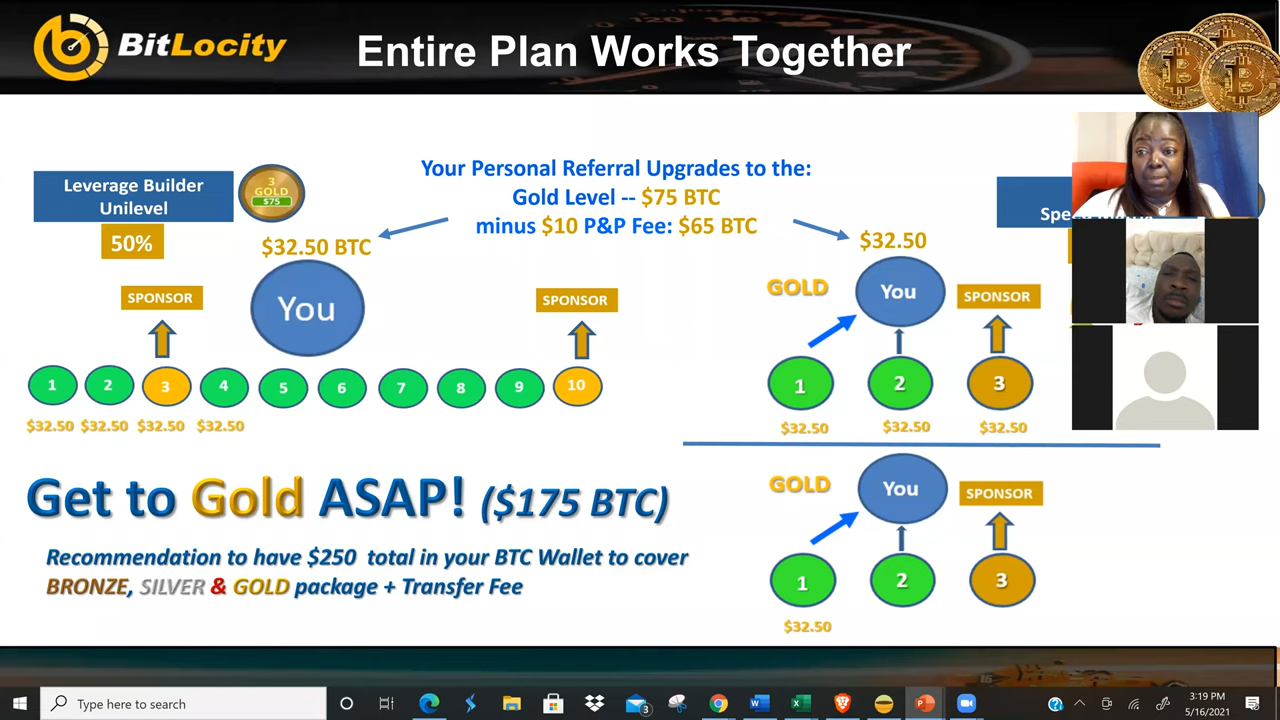 BitLocity
Entire Plan Works Together
Leverage Builder
Unilevel
50%
3
GOLD
$75
Your Personal Referral Upgrades to the:
Gold Level -- $75 BTC
minus $10 P&P Fee: $65 BTC
$32.50 BTC
You
SPONSOR
SPONSOR
1 2 3 4 5 6 7 8 9 10
$32.50 $32.50 $32.50 $32.50
$32.50
GOLD
You
SPONSOR
1 2 3
$32.50 $32.50 $32.50
GOLD
You
SPONSOR
1 2 3
$32.50
Get to Gold ASAP! ($175 BTC)
Recommendation to have $250 total in your BTC Wallet to cover
BRONZE, SILVER & GOLD package + Transfer Fee
Type here to search
3
3:19 PM
5/16/2021